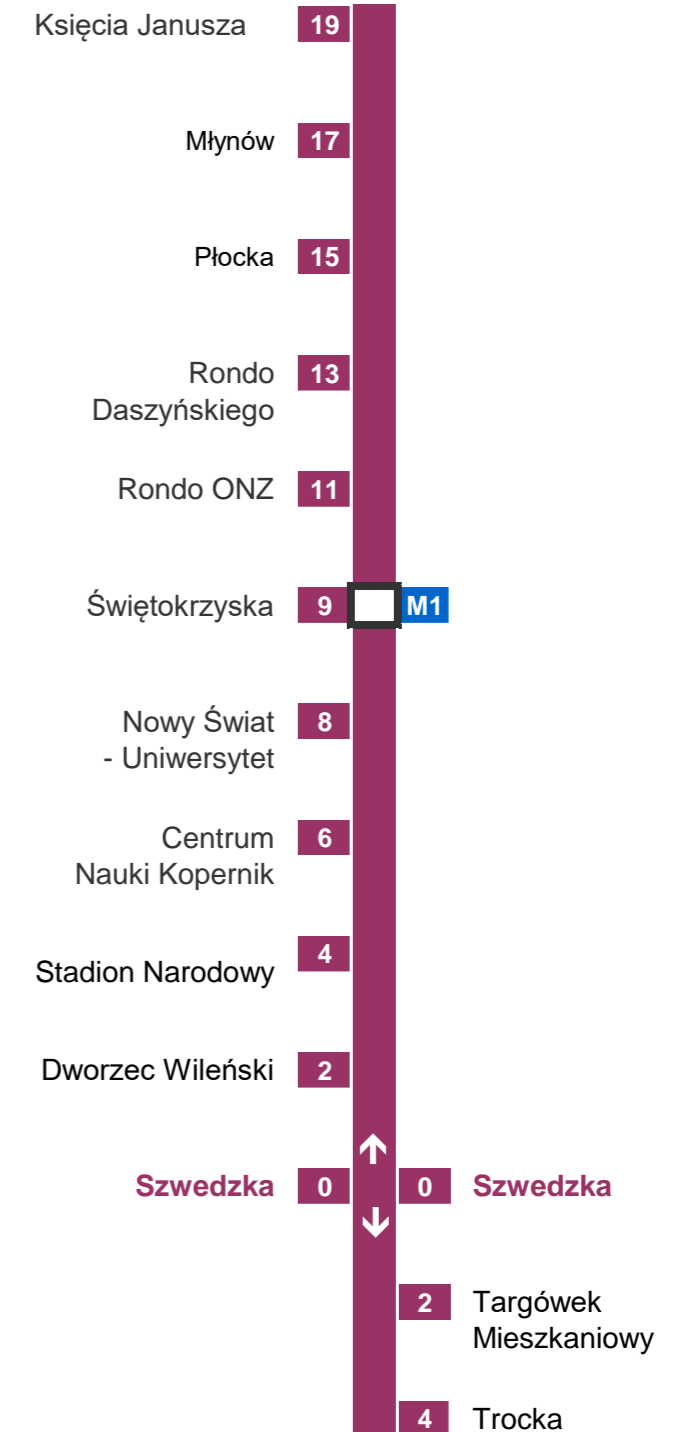 Księcia Janusza 19
Młynów 17
Płocka 15
Rondo 13
Daszyńskiego
Rondo ONZ 11
Świętokrzyska 9 M1
Nowy Świat 8
- Uniwersytet
Centrum 6
Nauki Kopernik
Stadion Narodowy 4
Dworzec Wileński 2
Szwedzka 0 0 Szwedzka
2 Targówek
Mieszkaniowy
4 Trocka